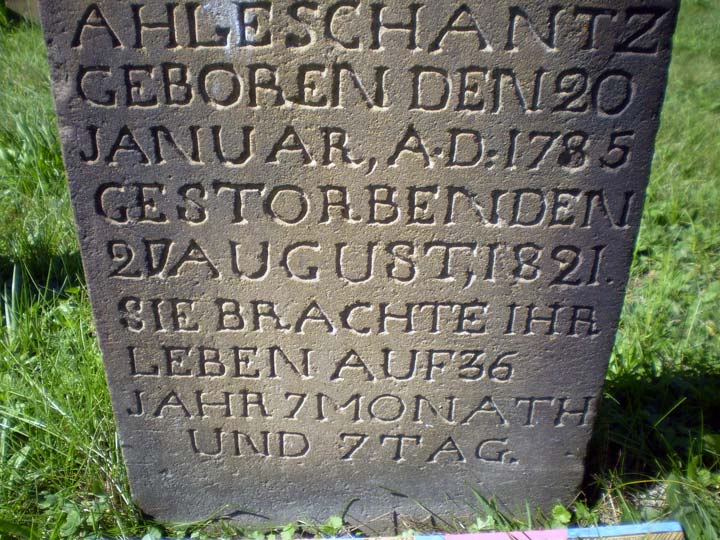 AHLESCHANTZ
GEBOREN DEN 20
JANUAR, A·D: 1785
GESTORBEN DEN
27 AUGUST, 1821.
SIE BRACHTE IHR
LEBEN AUF 36
JAHR 7 MONATH
UND 7 TAG.